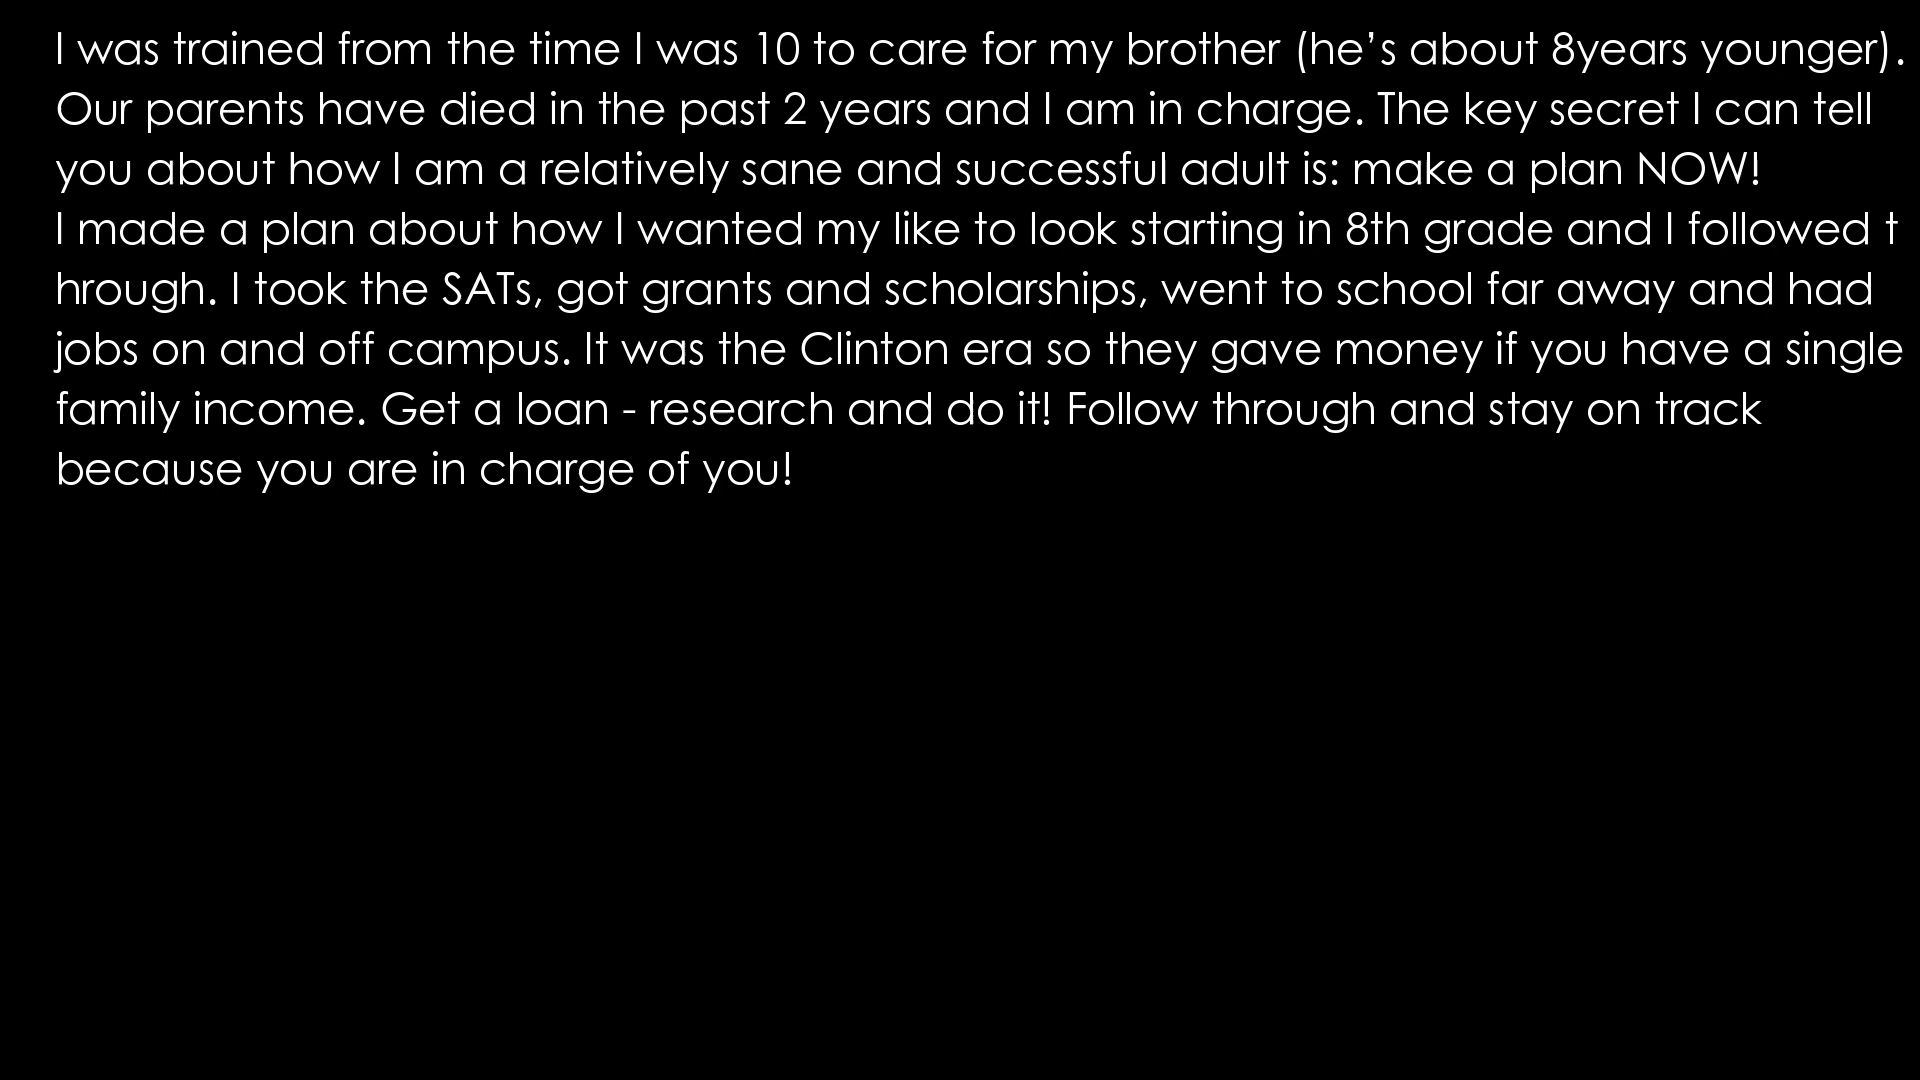 I was trained from the time I was 10 to care for my brother (he’s about 8years younger).
Our parents have died in the past 2 years and I am in charge. The key secret I can tell
you about how I am a relatively sane and successful adult is: make a plan NOW!
I made a plan about how I wanted my like to look starting in 8th grade and I followed t
hrough. I took the SATs, got grants and scholarships, went to school far away and had
jobs on and off campus. It was the Clinton era so they gave money if you have a single
family income. Get a loan - research and do it! Follow through and stay on track
because you are in charge of you!